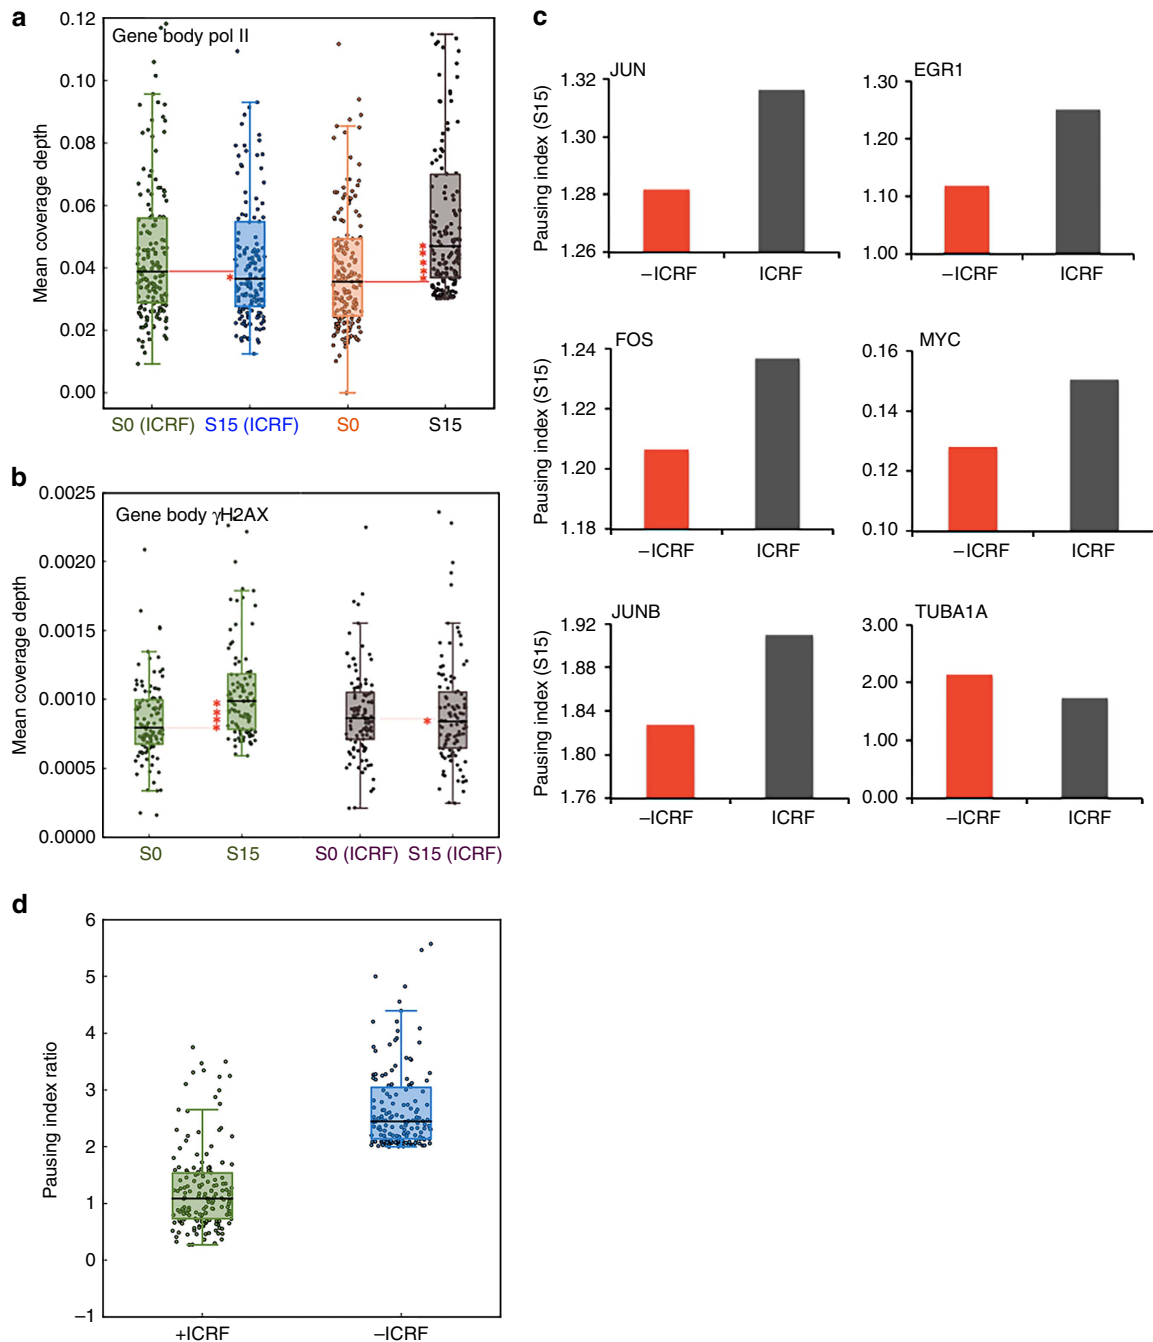 a
Gene body pol II
Mean coverage depth
0.12
0.10
0.08
0.06
0.04
0.02
0.00
*
*****
S0 (ICRF) S15 (ICRF) S0 S15
b
Gene body γH2AX
Mean coverage depth
0.0025
0.0020
0.0015
0.0010
0.0005
0.0000
****
*
S0 S15 S0 (ICRF) S15 (ICRF)
c
JUN
Pausing index (S15)
1.32
1.30
1.28
1.26
–ICRF ICRF
EGR1
1.30
1.20
1.10
1.00
–ICRF ICRF
FOS
Pausing index (S15)
1.24
1.22
1.20
1.18
–ICRF ICRF
MYC
0.16
0.14
0.12
0.10
–ICRF ICRF
JUNB
Pausing index (S15)
1.92
1.88
1.84
1.80
1.76
–ICRF ICRF
TUBA1A
3.00
2.00
1.00
0.00
–ICRF ICRF
d
Pausing index ratio
6
5
4
3
2
1
0
–1
+ICRF –ICRF